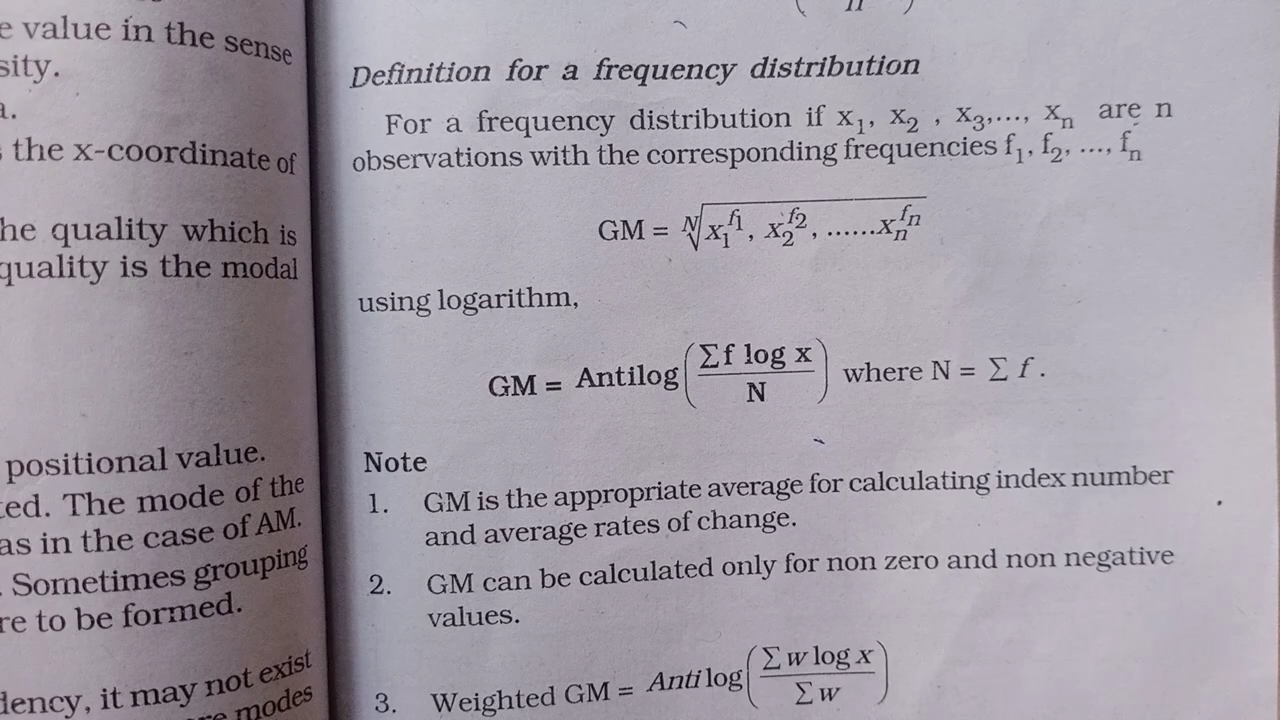 e value in the sense
sity.
a.
the x-coordinate of
he quality which is
quality is the modal
positional value.
ted. The mode of the
as in the case of AM.
. Sometimes grouping
re to be formed.
dency, it may not exist
re modes
n
Definition for a frequency distribution
For a frequency distribution if x₁, x₂ , x₃,..., xₙ are n
observations with the corresponding frequencies f₁, f₂, ..., fₙ
GM = ᴺ√(x₁^f₁, x₂^f₂, ......xₙ^fₙ)
using logarithm,
GM = Antilog(Σf log x / N) where N = Σ f .
Note
1. GM is the appropriate average for calculating index number
and average rates of change.
2. GM can be calculated only for non zero and non negative
values.
3. Weighted GM = Antilog(Σ w log x / Σ w)